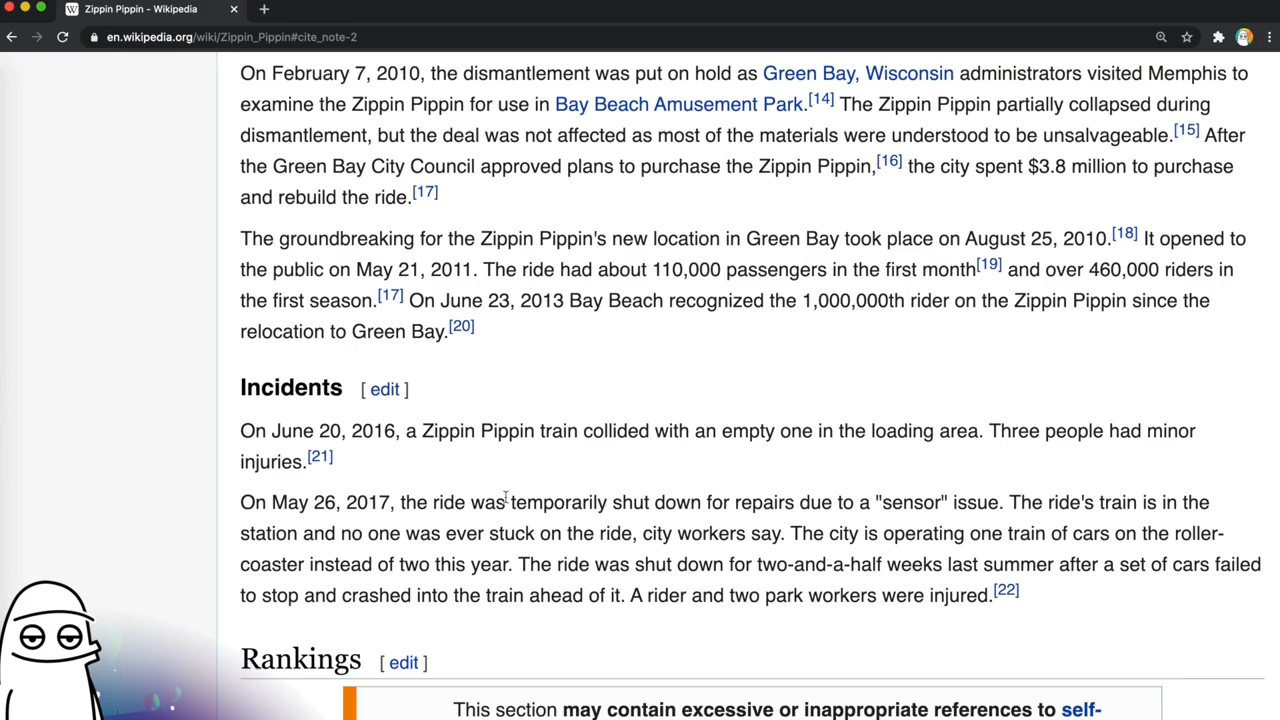 Zippin Pippin - Wikipedia
en.wikipedia.org/wiki/Zippin_Pippin#cite_note-2
On February 7, 2010, the dismantlement was put on hold as Green Bay, Wisconsin administrators visited Memphis to
examine the Zippin Pippin for use in Bay Beach Amusement Park.[14] The Zippin Pippin partially collapsed during
dismantlement, but the deal was not affected as most of the materials were understood to be unsalvageable.[15] After
the Green Bay City Council approved plans to purchase the Zippin Pippin,[16] the city spent $3.8 million to purchase
and rebuild the ride.[17]
The groundbreaking for the Zippin Pippin's new location in Green Bay took place on August 25, 2010.[18] It opened to
the public on May 21, 2011. The ride had about 110,000 passengers in the first month[19] and over 460,000 riders in
the first season.[17] On June 23, 2013 Bay Beach recognized the 1,000,000th rider on the Zippin Pippin since the
relocation to Green Bay.[20]
Incidents [ edit ]
On June 20, 2016, a Zippin Pippin train collided with an empty one in the loading area. Three people had minor
injuries.[21]
On May 26, 2017, the ride was temporarily shut down for repairs due to a "sensor" issue. The ride's train is in the
station and no one was ever stuck on the ride, city workers say. The city is operating one train of cars on the roller-
coaster instead of two this year. The ride was shut down for two-and-a-half weeks last summer after a set of cars failed
to stop and crashed into the train ahead of it. A rider and two park workers were injured.[22]
Rankings [ edit ]
This section may contain excessive or inappropriate references to self-